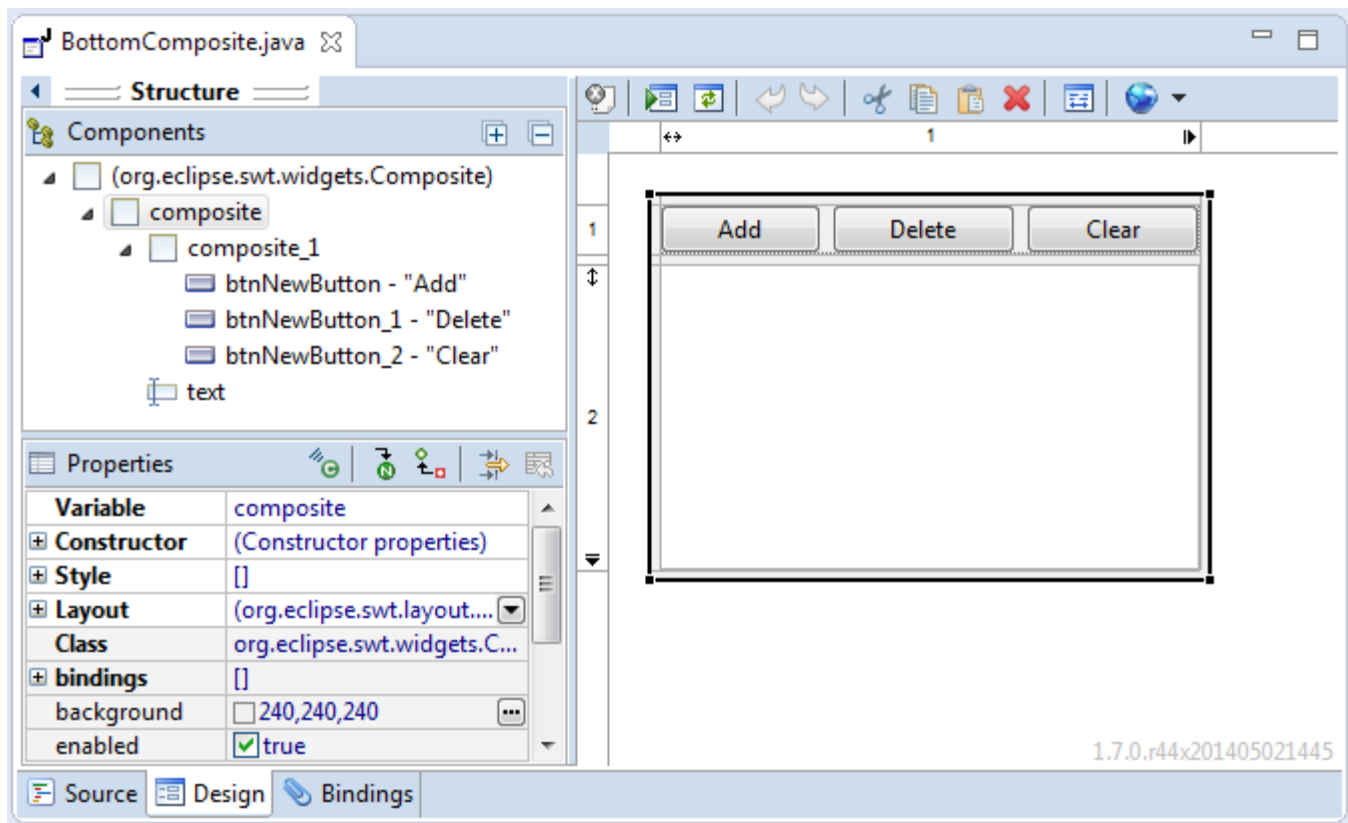 BottomComposite.java
Structure
Components
(org.eclipse.swt.widgets.Composite)
composite
composite_1
btnNewButton - "Add"
btnNewButton_1 - "Delete"
btnNewButton_2 - "Clear"
text
Properties
Variable composite
Constructor (Constructor properties)
Style []
Layout (org.eclipse.swt.layout....
Class org.eclipse.swt.widgets.C...
bindings []
background 240,240,240
enabled true
1
1
2
Add Delete Clear
1.7.0.r44x201405021445
Source Design Bindings